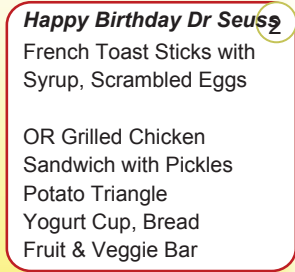 Happy Birthday Dr Seuss
2
French Toast Sticks with
Syrup, Scrambled Eggs
OR Grilled Chicken
Sandwich with Pickles
Potato Triangle
Yogurt Cup, Bread
Fruit & Veggie Bar